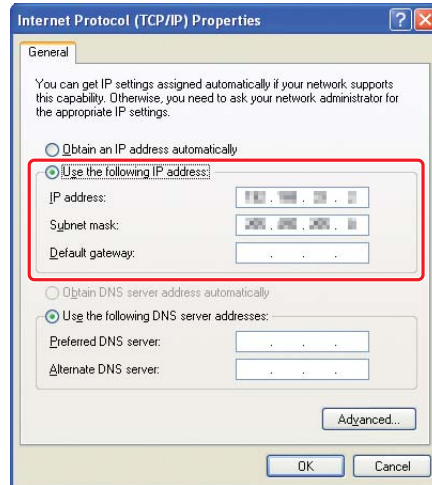 Internet Protocol (TCP/IP) Properties
General
You can get IP settings assigned automatically if your network supports
this capability. Otherwise, you need to ask your network administrator for
the appropriate IP settings.
Obtain an IP address automatically
Use the following IP address:
IP address:
Subnet mask:
Default gateway:
Obtain DNS server address automatically
Use the following DNS server addresses:
Preferred DNS server:
Alternate DNS server:
Advanced...
OK
Cancel